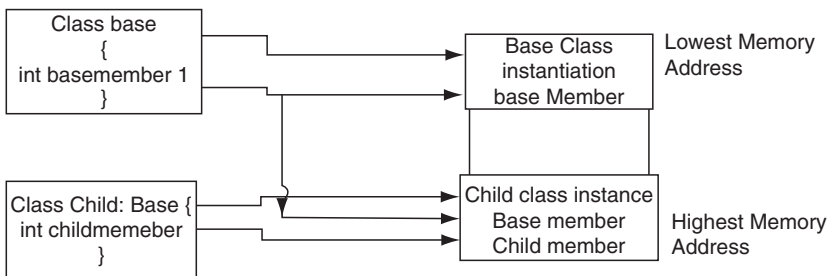 Class base
{
int basemember 1
}
Base Class
instantiation
base Member
Lowest Memory
Address
Class Child: Base {
int childmemeber
}
Child class instance
Base member
Child member
Highest Memory
Address